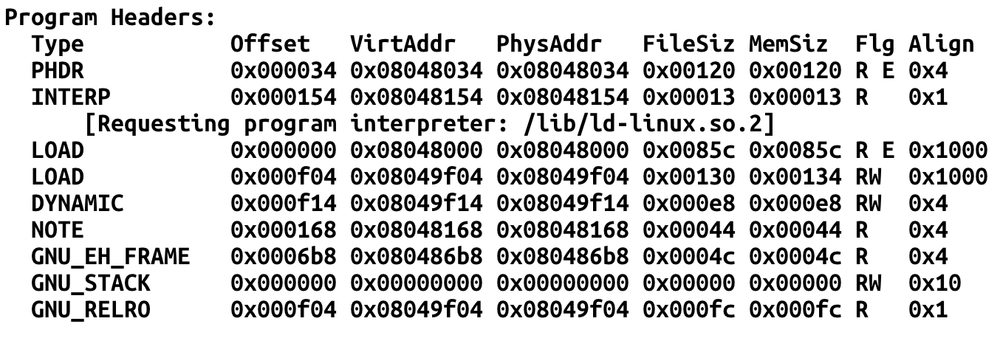 Program Headers:
  Type           Offset   VirtAddr   PhysAddr   FileSiz MemSiz  Flg Align
  PHDR           0x000034 0x08048034 0x08048034 0x00120 0x00120 R E 0x4
  INTERP         0x000154 0x08048154 0x08048154 0x00013 0x00013 R   0x1
      [Requesting program interpreter: /lib/ld-linux.so.2]
  LOAD           0x000000 0x08048000 0x08048000 0x0085c 0x0085c R E 0x1000
  LOAD           0x000f04 0x08049f04 0x08049f04 0x00130 0x00134 RW  0x1000
  DYNAMIC        0x000f14 0x08049f14 0x08049f14 0x000e8 0x000e8 RW  0x4
  NOTE           0x000168 0x08048168 0x08048168 0x00044 0x00044 R   0x4
  GNU_EH_FRAME   0x0006b8 0x080486b8 0x080486b8 0x0004c 0x0004c R   0x4
  GNU_STACK      0x000000 0x00000000 0x00000000 0x00000 0x00000 RW  0x10
  GNU_RELRO      0x000f04 0x08049f04 0x08049f04 0x000fc 0x000fc R   0x1